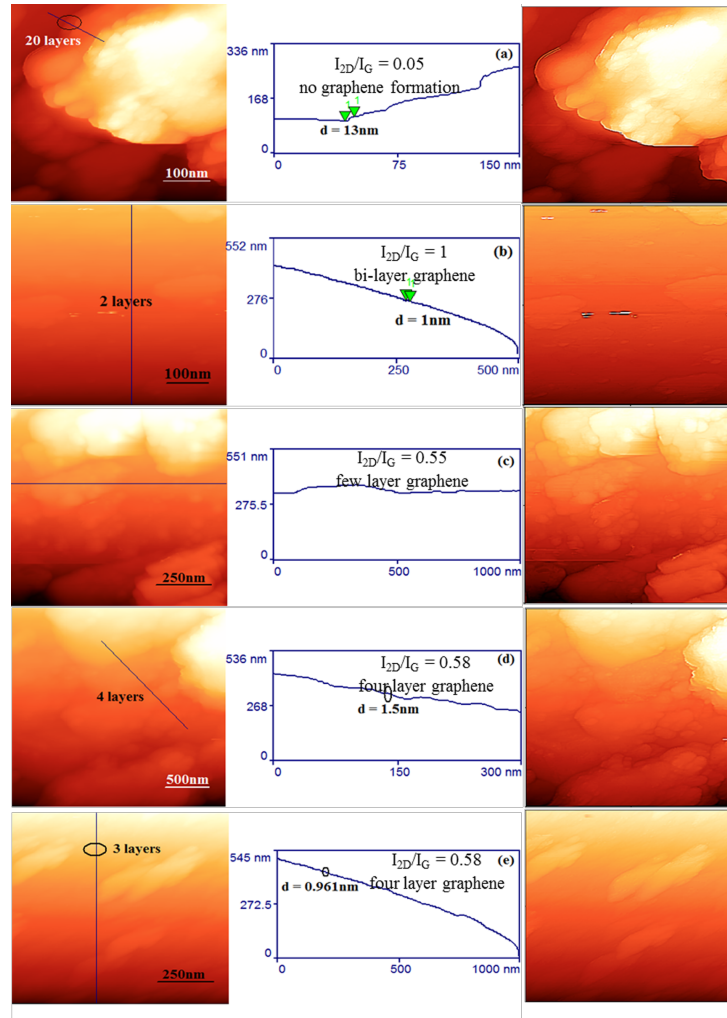 20 layers
100nm
336 nm
168
0
0
75
150 nm
(a)
I2D/IG = 0.05
no graphene formation
1 1
d = 13nm
2 layers
100nm
552 nm
276
0
0
250
500 nm
(b)
I2D/IG = 1
bi-layer graphene
d = 1nm
250nm
551 nm
275.5
0
0
500
1000 nm
(c)
I2D/IG = 0.55
few layer graphene
4 layers
500nm
536 nm
268
0
0
150
300 nm
(d)
I2D/IG = 0.58
four layer graphene
d = 1.5nm
3 layers
250nm
545 nm
272.5
0
0
500
1000 nm
(e)
I2D/IG = 0.58
four layer graphene
d = 0.961nm